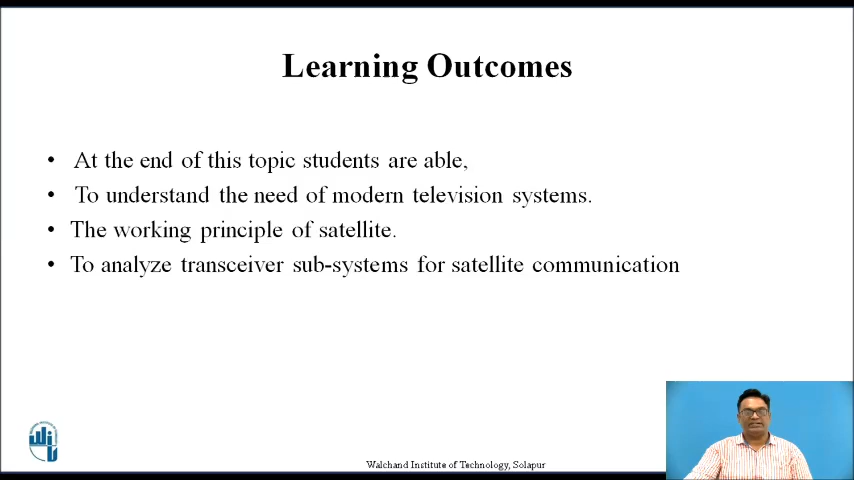 Learning Outcomes
• At the end of this topic students are able,
• To understand the need of modern television systems.
• The working principle of satellite.
• To analyze transceiver sub-systems for satellite communication
Walchand Institute of Technology, Solapur